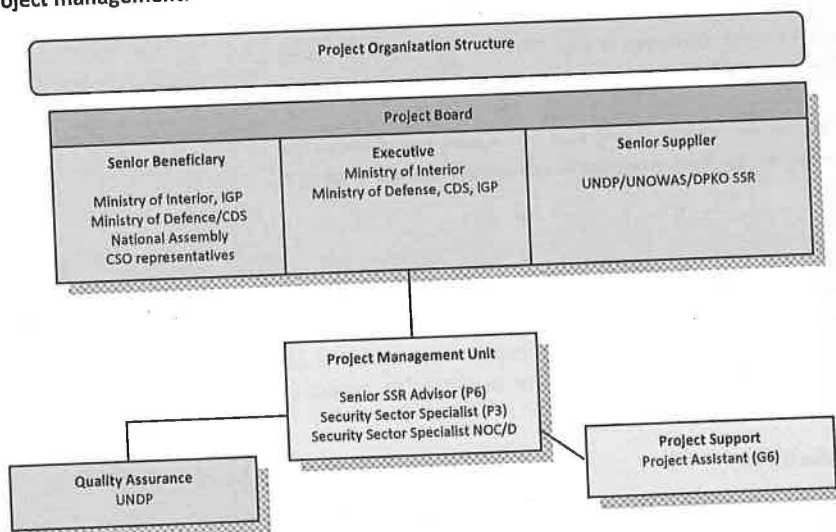 oject management.
Project Organization Structure
Project Board
Senior Beneficiary
Ministry of Interior, IGP
Ministry of Defence/CDS
National Assembly
CSO representatives
Executive
Ministry of Interior
Ministry of Defense, CDS, IGP
Senior Supplier
UNDP/UNOWAS/DPKO SSR
Project Management Unit
Senior SSR Advisor (P6)
Security Sector Specialist (P3)
Security Sector Specialist NOC/D
Quality Assurance
UNDP
Project Support
Project Assistant (G6)